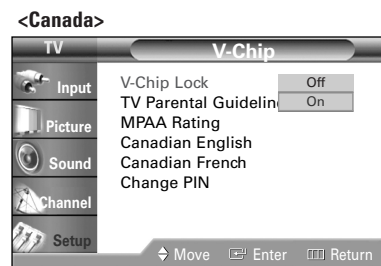 <Canada>
TV
V-Chip
Input
Picture
Sound
Channel
Setup
V-Chip Lock
Off
TV Parental Guidelin
On
MPAA Rating
Canadian English
Canadian French
Change PIN
Move Enter Return